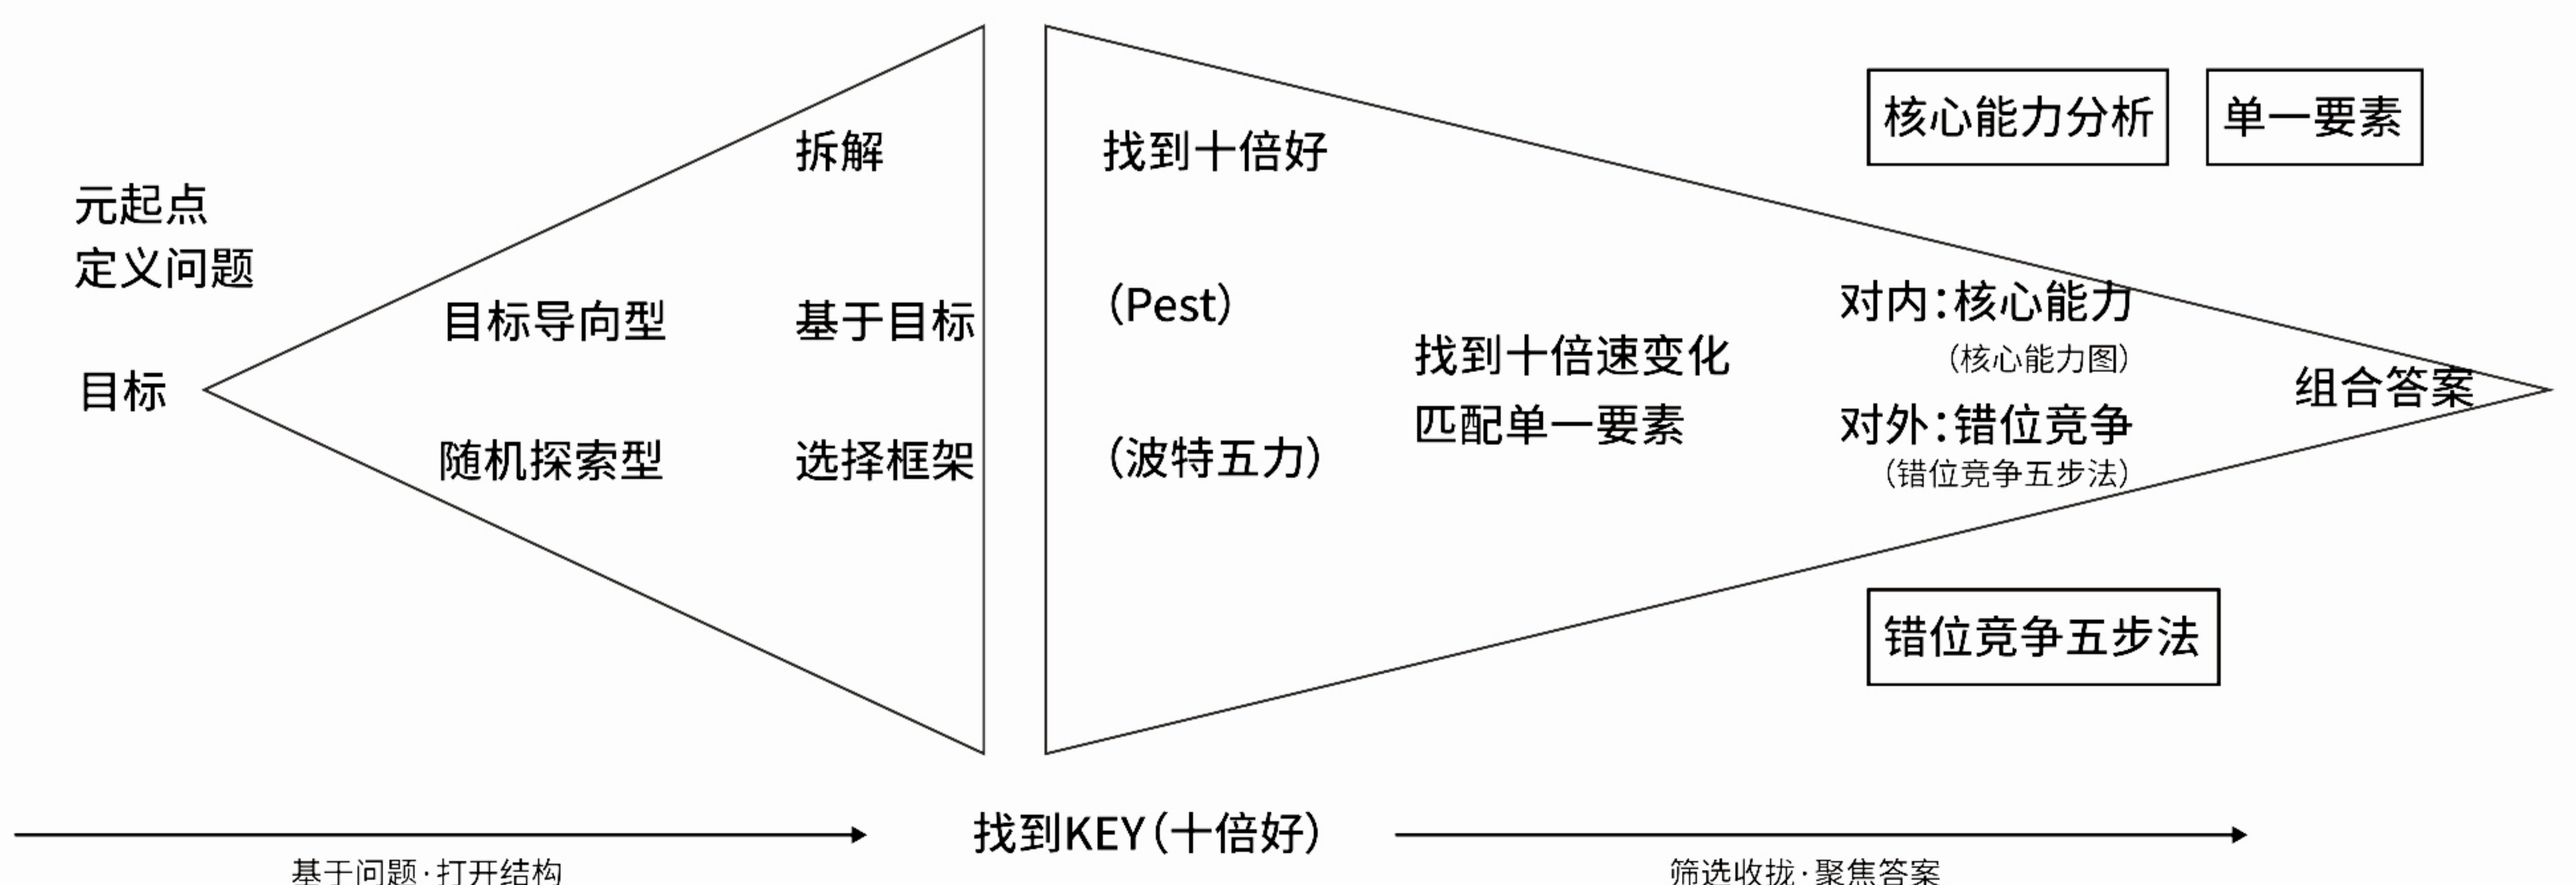 元起点
定义问题
目标
拆解
目标导向型
基于目标
随机探索型
选择框架
找到十倍好
（Pest）
（波特五力）
找到十倍速变化
匹配单一要素
核心能力分析
单一要素
对内：核心能力
（核心能力图）
对外：错位竞争
（错位竞争五步法）
组合答案
错位竞争五步法
找到KEY（十倍好）
基于问题·打开结构
筛选收拢·聚焦答案